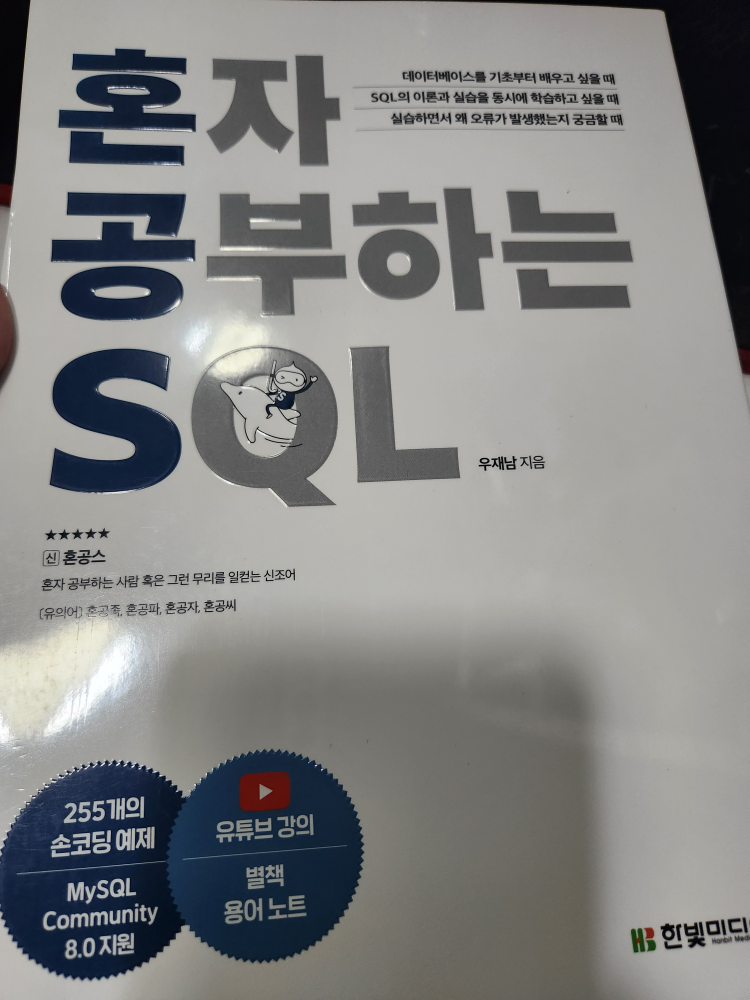 데이터베이스를 기초부터 배우고 싶을 때
SQL의 이론과 실습을 동시에 학습하고 싶을 때
실습하면서 왜 오류가 발생했는지 궁금할 때
혼자
공부하는
SQL
S
우재남 지음
★★★★★
신 혼공스
혼자 공부하는 사람 혹은 그런 무리를 일컫는 신조어
[유의어] 혼공족, 혼공파, 혼공자, 혼공씨
255개의
손코딩 예제
MySQL
Community
8.0 지원
유튜브 강의
별책
용어 노트
HB 한빛미디
Hanbit Med